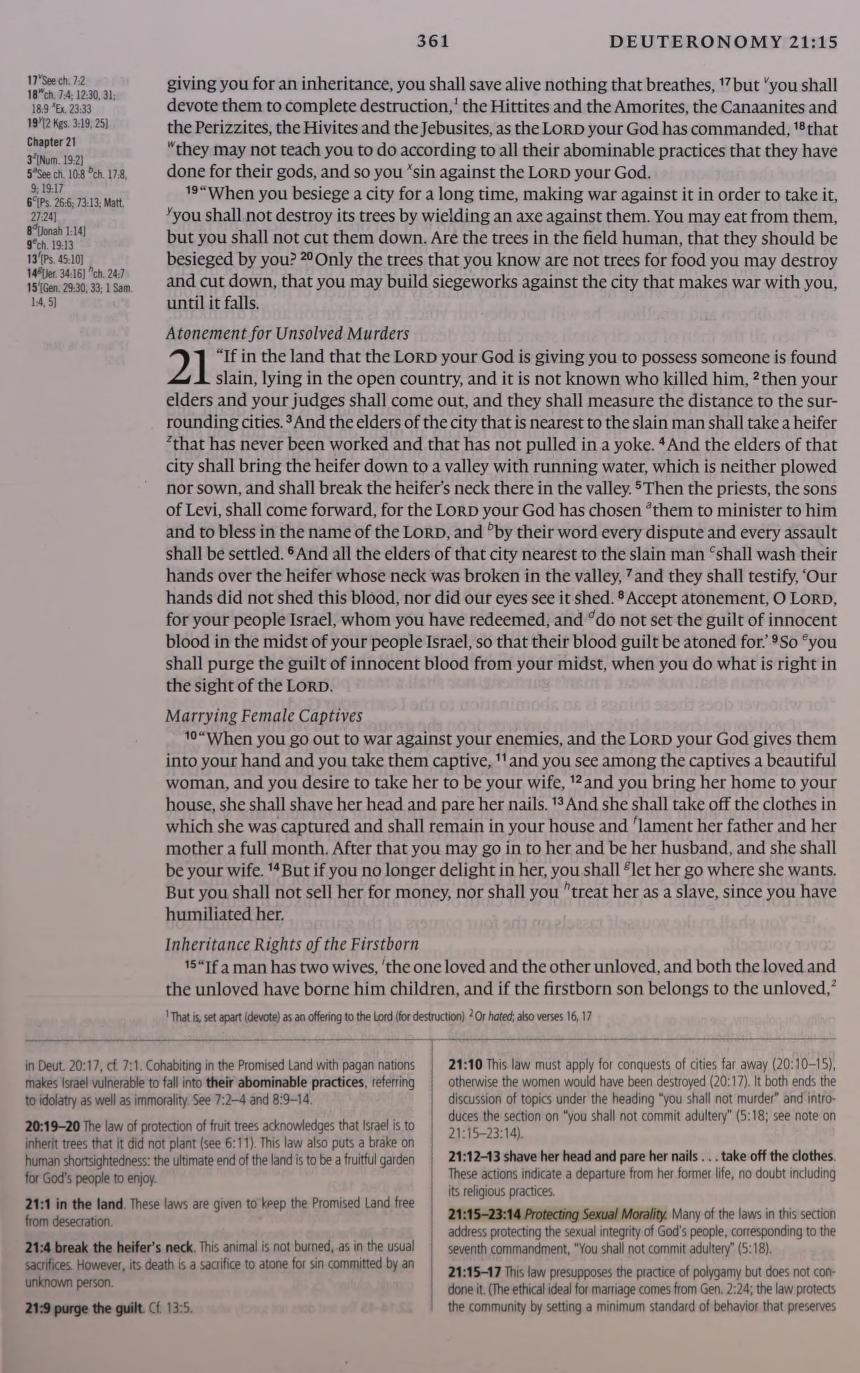 361
DEUTERONOMY 21:15
17ᵛSee ch. 7:2
18ʷch. 7:4; 12:30, 31;
18:9 ˣEx. 23:33
19ʸ[2 Kgs. 3:19, 25]
Chapter 21
3ᶻ[Num. 19:2]
5ᵃSee ch. 10:8 ᵇch. 17:8,
9; 19:17
6ᶜ[Ps. 26:6; 73:13; Matt.
27:24]
8ᵈ[Jonah 1:14]
9ᵉch. 19:13
13ᶠ[Ps. 45:10]
14ᵍ[Jer. 34:16] ʰch. 24:7
15ⁱ[Gen. 29:30, 33; 1 Sam.
1:4, 5]
giving you for an inheritance, you shall save alive nothing that breathes, ¹⁷but ᵛyou shall
devote them to complete destruction,¹ the Hittites and the Amorites, the Canaanites and
the Perizzites, the Hivites and the Jebusites, as the LORD your God has commanded, ¹⁸that
ʷthey may not teach you to do according to all their abominable practices that they have
done for their gods, and so you ˣsin against the LORD your God.
¹⁹“When you besiege a city for a long time, making war against it in order to take it,
ʸyou shall not destroy its trees by wielding an axe against them. You may eat from them,
but you shall not cut them down. Are the trees in the field human, that they should be
besieged by you? ²⁰Only the trees that you know are not trees for food you may destroy
and cut down, that you may build siegeworks against the city that makes war with you,
until it falls.
Atonement for Unsolved Murders
21 “If in the land that the LORD your God is giving you to possess someone is found
slain, lying in the open country, and it is not known who killed him, ²then your
elders and your judges shall come out, and they shall measure the distance to the sur-
rounding cities. ³And the elders of the city that is nearest to the slain man shall take a heifer
ᶻthat has never been worked and that has not pulled in a yoke. ⁴And the elders of that
city shall bring the heifer down to a valley with running water, which is neither plowed
nor sown, and shall break the heifer’s neck there in the valley. ⁵Then the priests, the sons
of Levi, shall come forward, for the LORD your God has chosen ᵃthem to minister to him
and to bless in the name of the LORD, and ᵇby their word every dispute and every assault
shall be settled. ⁶And all the elders of that city nearest to the slain man ᶜshall wash their
hands over the heifer whose neck was broken in the valley, ⁷and they shall testify, ‘Our
hands did not shed this blood, nor did our eyes see it shed. ⁸Accept atonement, O LORD,
for your people Israel, whom you have redeemed, and ᵈdo not set the guilt of innocent
blood in the midst of your people Israel, so that their blood guilt be atoned for.’ ⁹So ᵉyou
shall purge the guilt of innocent blood from your midst, when you do what is right in
the sight of the LORD.
Marrying Female Captives
¹⁰“When you go out to war against your enemies, and the LORD your God gives them
into your hand and you take them captive, ¹¹and you see among the captives a beautiful
woman, and you desire to take her to be your wife, ¹²and you bring her home to your
house, she shall shave her head and pare her nails. ¹³And she shall take off the clothes in
which she was captured and shall remain in your house and ᶠlament her father and her
mother a full month. After that you may go in to her and be her husband, and she shall
be your wife. ¹⁴But if you no longer delight in her, you shall ᵍlet her go where she wants.
But you shall not sell her for money, nor shall you ʰtreat her as a slave, since you have
humiliated her.
Inheritance Rights of the Firstborn
¹⁵“If a man has two wives, ⁱthe one loved and the other unloved, and both the loved and
the unloved have borne him children, and if the firstborn son belongs to the unloved,²
¹ That is, set apart (devote) as an offering to the Lord (for destruction) ² Or hated; also verses 16, 17
in Deut. 20:17, cf. 7:1. Cohabiting in the Promised Land with pagan nations
makes Israel vulnerable to fall into their abominable practices, referring
to idolatry as well as immorality. See 7:2–4 and 8:9–14.
20:19–20 The law of protection of fruit trees acknowledges that Israel is to
inherit trees that it did not plant (see 6:11). This law also puts a brake on
human shortsightedness: the ultimate end of the land is to be a fruitful garden
for God’s people to enjoy.
21:1 in the land. These laws are given to keep the Promised Land free
from desecration.
21:4 break the heifer’s neck. This animal is not burned, as in the usual
sacrifices. However, its death is a sacrifice to atone for sin committed by an
unknown person.
21:9 purge the guilt. Cf. 13:5.
21:10 This law must apply for conquests of cities far away (20:10–15),
otherwise the women would have been destroyed (20:17). It both ends the
discussion of topics under the heading “you shall not murder” and intro-
duces the section on “you shall not commit adultery” (5:18; see note on
21:15–23:14).
21:12–13 shave her head and pare her nails . . . take off the clothes.
These actions indicate a departure from her former life, no doubt including
its religious practices.
21:15–23:14 Protecting Sexual Morality. Many of the laws in this section
address protecting the sexual integrity of God’s people, corresponding to the
seventh commandment, “You shall not commit adultery” (5:18).
21:15–17 This law presupposes the practice of polygamy but does not con-
done it. (The ethical ideal for marriage comes from Gen. 2:24; the law protects
the community by setting a minimum standard of behavior that preserves